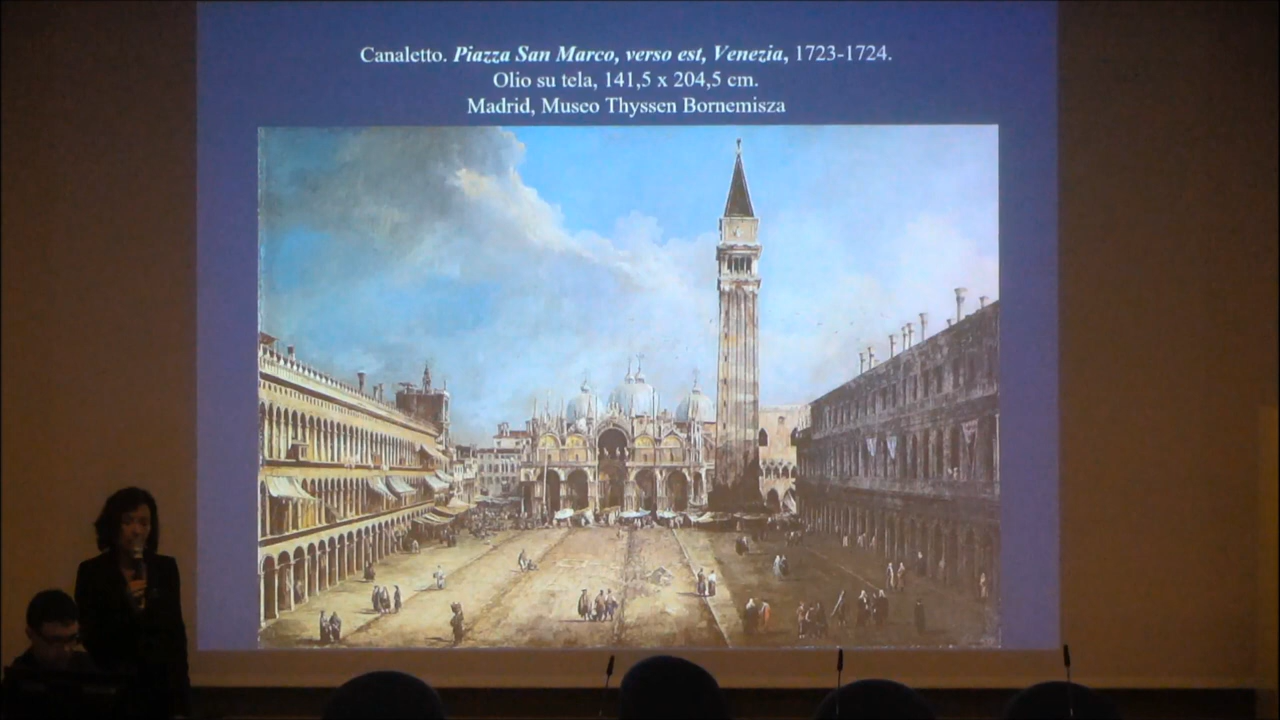 Canaletto. Piazza San Marco, verso est, Venezia, 1723-1724.
Olio su tela, 141,5 x 204,5 cm.
Madrid, Museo Thyssen Bornemisza